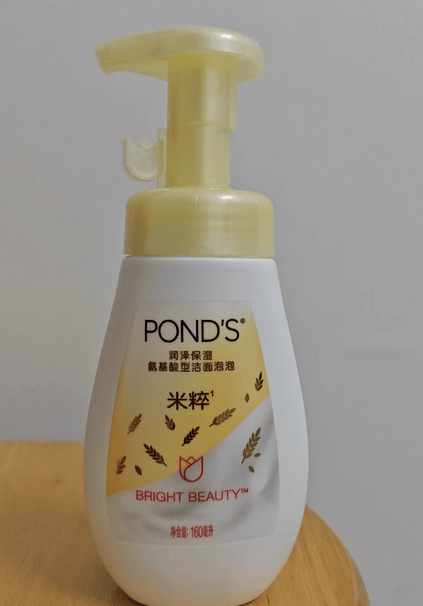 POND'S®
润泽保湿
氨基酸型洁面泡泡
米粹¹
BRIGHT BEAUTY™
净含量: 160毫升